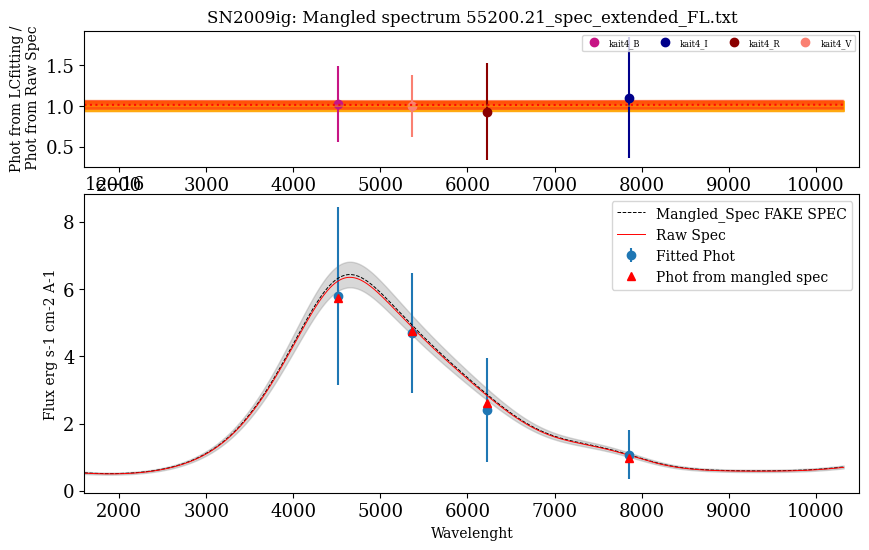 SN2009ig: Mangled spectrum 55200.21_spec_extended_FL.txt
Phot from LCfitting /
Phot from Raw Spec
kait4_B kait4_I kait4_R kait4_V
1.5
1.0
0.5
2000 3000 4000 5000 6000 7000 8000 9000 10000
1e−16
Flux erg s-1 cm-2 A-1
8
6
4
2
0
Mangled_Spec FAKE SPEC
Raw Spec
Fitted Phot
Phot from mangled spec
2000 3000 4000 5000 6000 7000 8000 9000 10000
Wavelenght